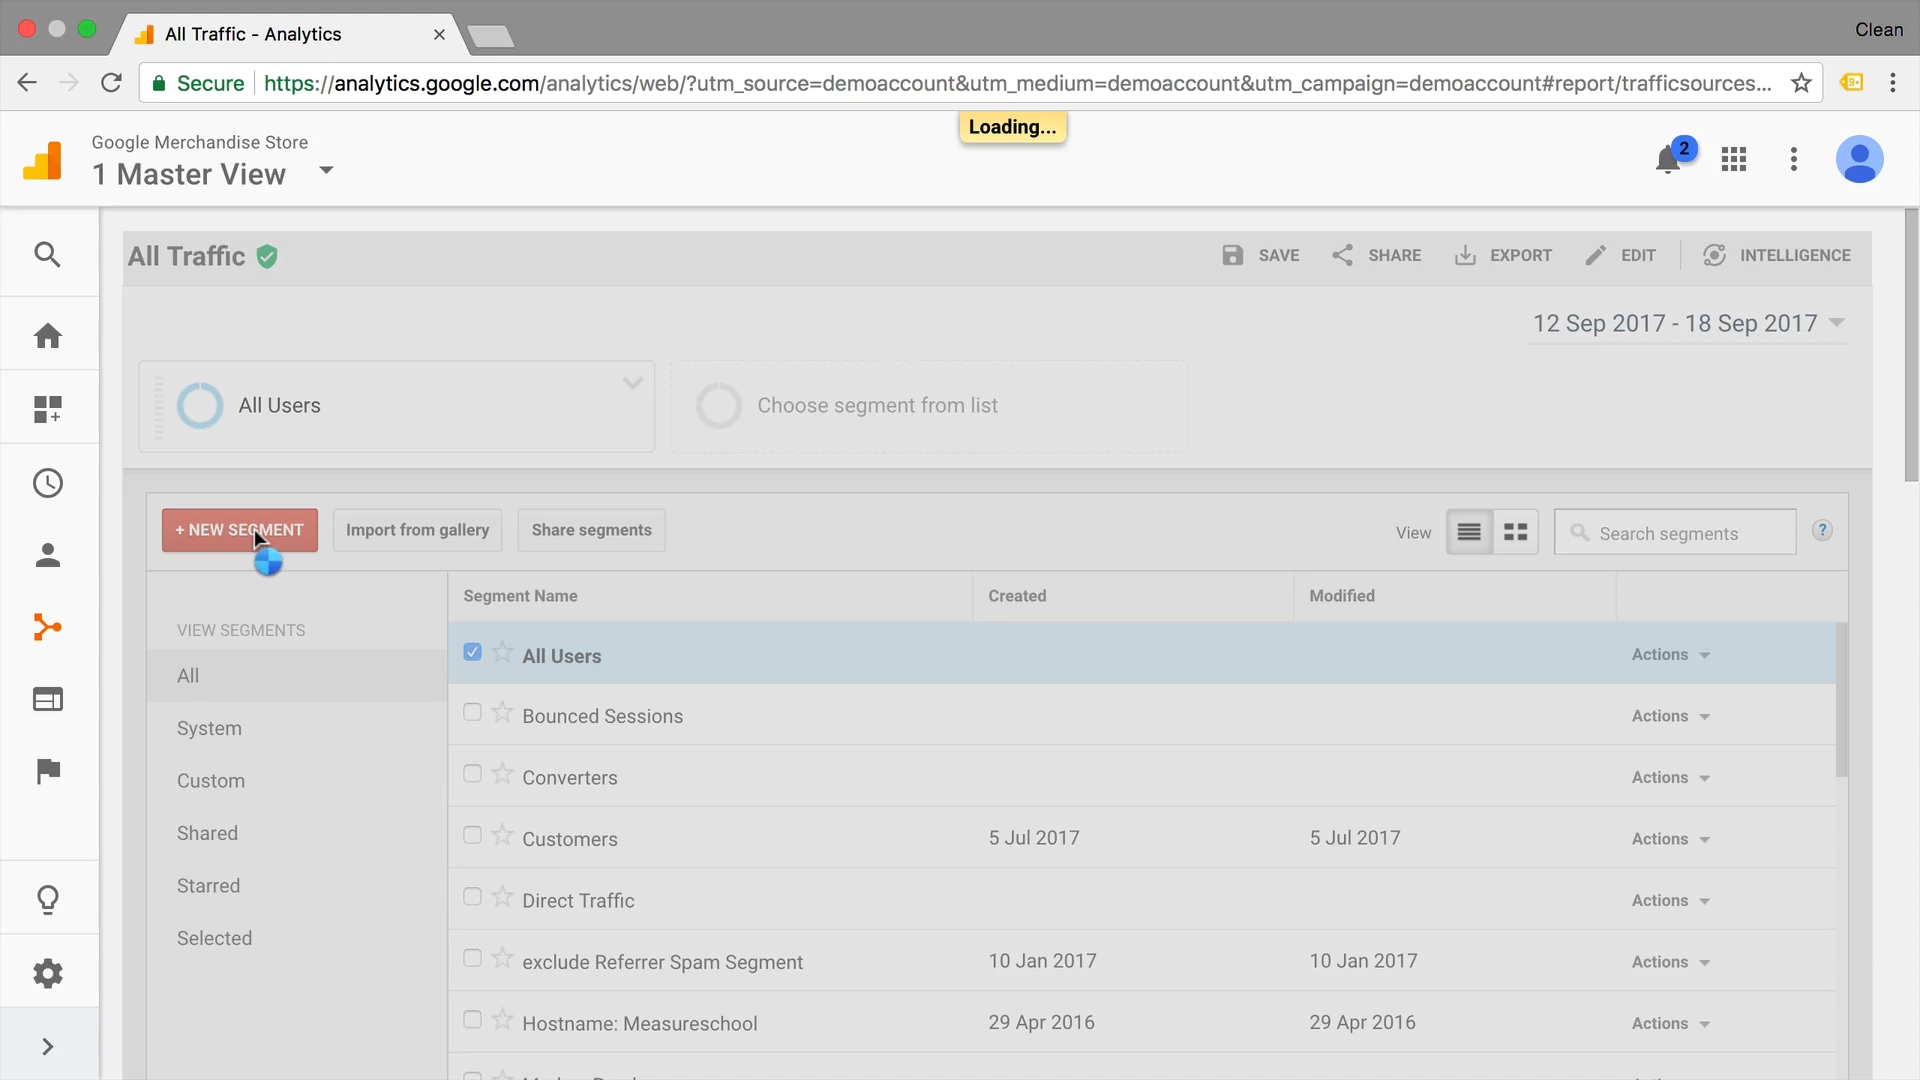 All Traffic - Analytics
Clean
Secure https://analytics.google.com/analytics/web/?utm_source=demoaccount&utm_medium=demoaccount&utm_campaign=demoaccount#report/trafficsources...
Loading...
Google Merchandise Store
1 Master View
2
All Traffic
SAVE SHARE EXPORT EDIT INTELLIGENCE
12 Sep 2017 - 18 Sep 2017
All Users
Choose segment from list
+ NEW SEGMENT Import from gallery Share segments View Search segments ?
Segment Name Created Modified
VIEW SEGMENTS
All
System
Custom
Shared
Starred
Selected
All Users Actions
Bounced Sessions Actions
Converters Actions
Customers 5 Jul 2017 5 Jul 2017 Actions
Direct Traffic Actions
exclude Referrer Spam Segment 10 Jan 2017 10 Jan 2017 Actions
Hostname: Measureschool 29 Apr 2016 29 Apr 2016 Actions